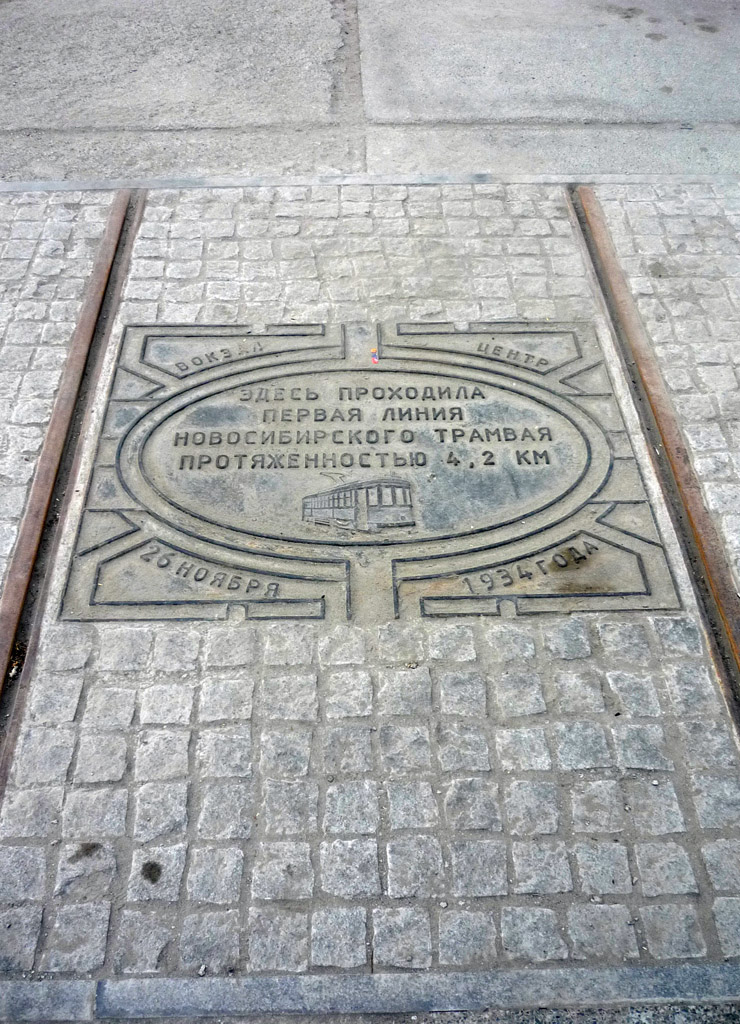 ВОКЗАЛ ЦЕНТР
ЗДЕСЬ ПРОХОДИЛА
ПЕРВАЯ ЛИНИЯ
НОВОСИБИРСКОГО ТРАМВАЯ
ПРОТЯЖЕННОСТЬЮ 4,2 КМ
26 НОЯБРЯ 1934 ГОДА